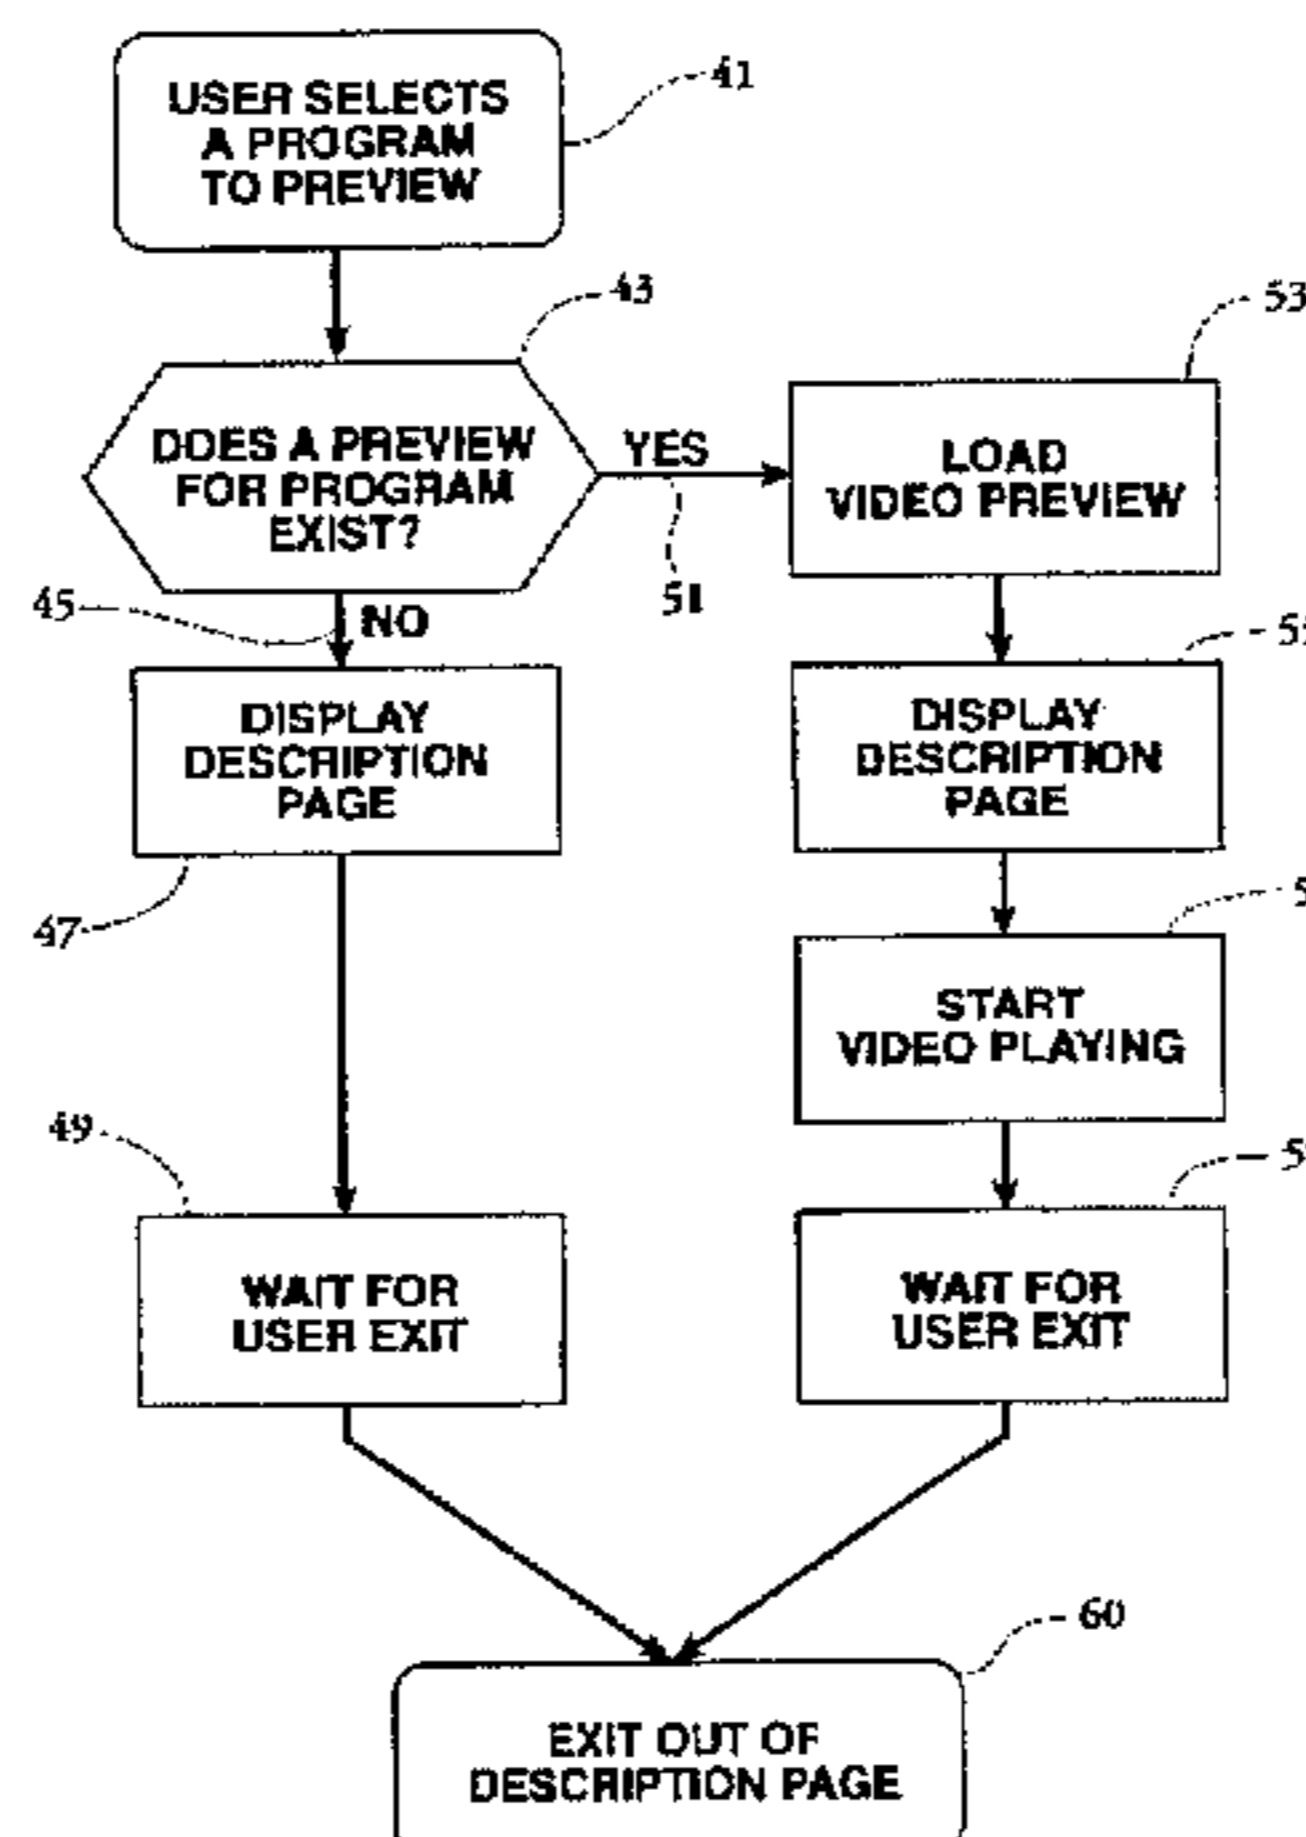 USER SELECTS
A PROGRAM
TO PREVIEW
41
43
DOES A PREVIEW
FOR PROGRAM
EXIST?
YES
51
53
LOAD
VIDEO PREVIEW
45
NO
DISPLAY
DESCRIPTION
PAGE
47
DISPLAY
DESCRIPTION
PAGE
START
VIDEO PLAYING
49
WAIT FOR
USER EXIT
WAIT FOR
USER EXIT
60
EXIT OUT OF
DESCRIPTION PAGE